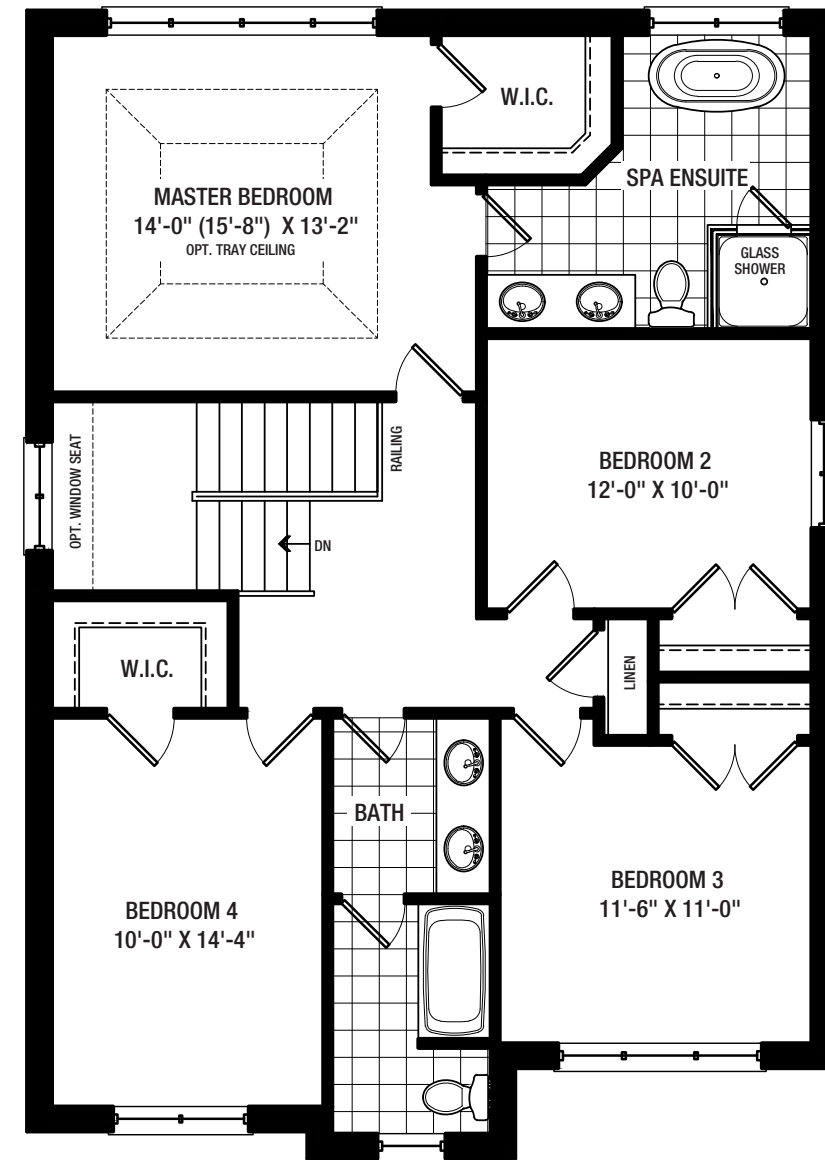 W.I.C.
SPA ENSUITE
MASTER BEDROOM
14'-0" (15'-8") X 13'-2"
OPT. TRAY CEILING
GLASS
SHOWER
OPT. WINDOW SEAT
RAILING
DN
BEDROOM 2
12'-0" X 10'-0"
W.I.C.
LINEN
BATH
BEDROOM 3
11'-6" X 11'-0"
BEDROOM 4
10'-0" X 14'-4"